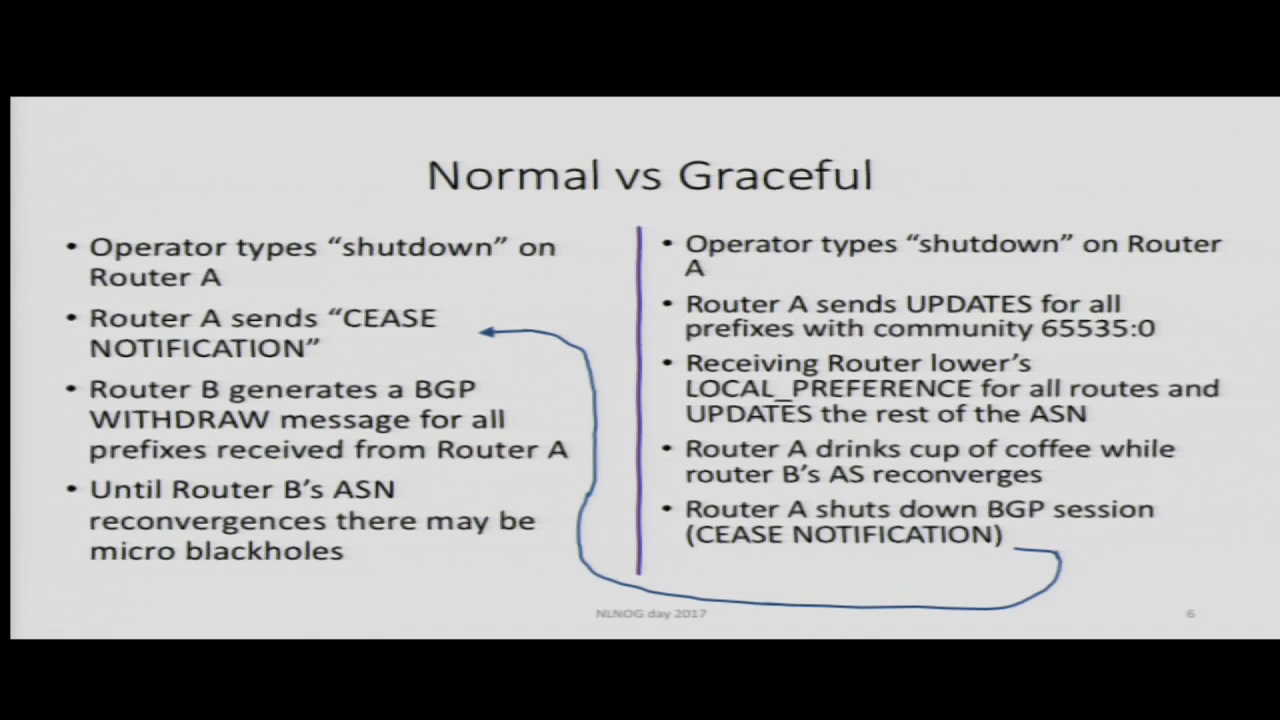 Normal vs Graceful
• Operator types “shutdown” on
Router A
• Router A sends “CEASE
NOTIFICATION”
• Router B generates a BGP
WITHDRAW message for all
prefixes received from Router A
• Until Router B’s ASN
reconvergences there may be
micro blackholes
• Operator types “shutdown” on Router
A
• Router A sends UPDATES for all
prefixes with community 65535:0
• Receiving Router lower’s
LOCAL_PREFERENCE for all routes and
UPDATES the rest of the ASN
• Router A drinks cup of coffee while
router B’s AS reconverges
• Router A shuts down BGP session
(CEASE NOTIFICATION)
NLNOG day 2017
6